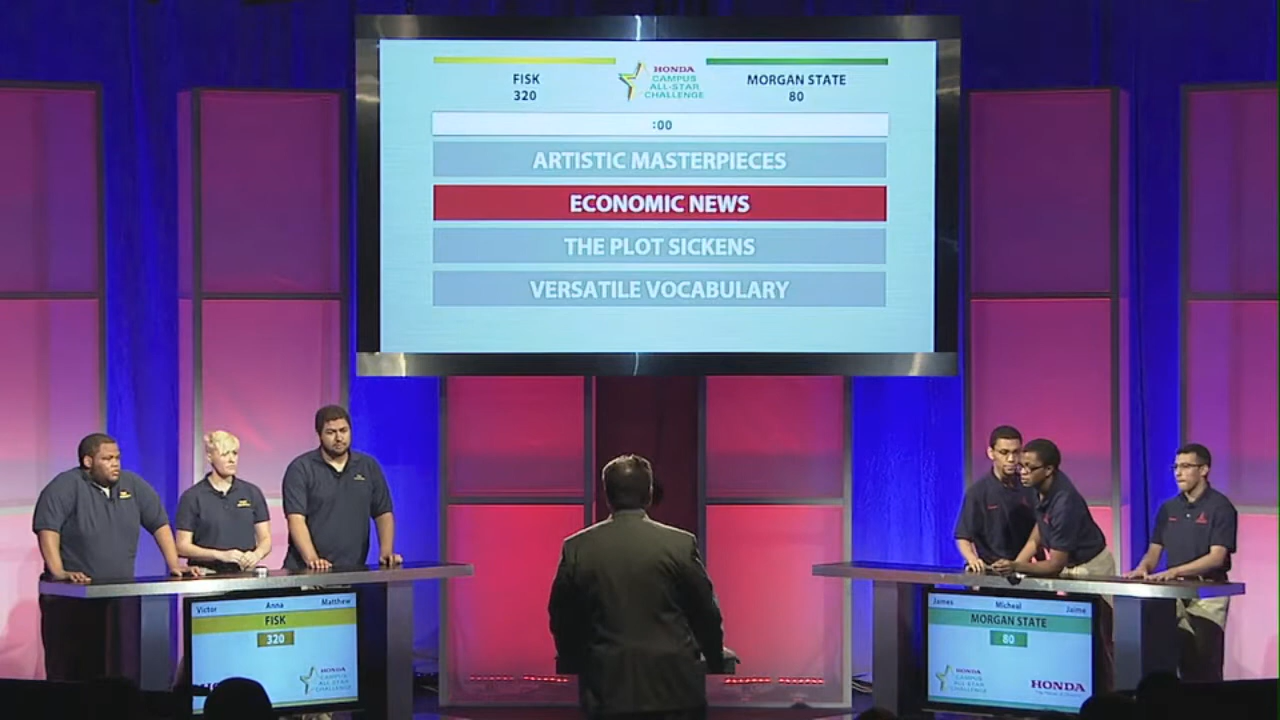 FISK
320
HONDA
CAMPUS
ALL-STAR
CHALLENGE
MORGAN STATE
80
:00
ARTISTIC MASTERPIECES
ECONOMIC NEWS
THE PLOT SICKENS
VERSATILE VOCABULARY
Victor Anna Matthew
FISK
320
HONDA
CAMPUS
ALL-STAR
CHALLENGE
James Micheal Jaime
MORGAN STATE
80
HONDA
CAMPUS
ALL-STAR
CHALLENGE
HONDA